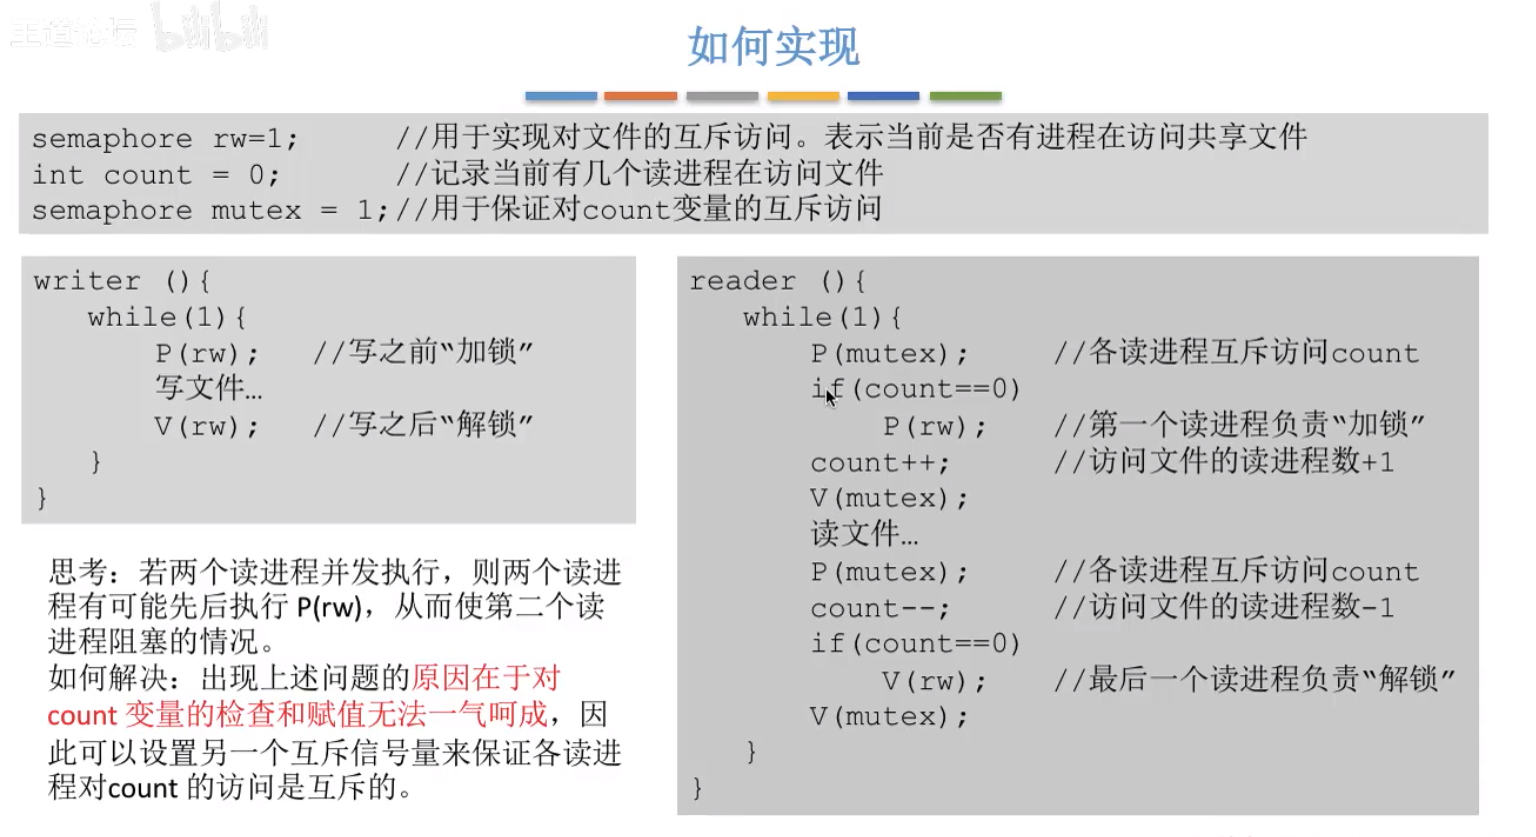 王道论坛 bilibili
如何实现
semaphore rw=1; //用于实现对文件的互斥访问。表示当前是否有进程在访问共享文件
int count = 0; //记录当前有几个读进程在访问文件
semaphore mutex = 1;//用于保证对count变量的互斥访问
writer (){
while(1){
P(rw); //写之前“加锁”
写文件…
V(rw); //写之后“解锁”
}
}
思考：若两个读进程并发执行，则两个读进
程有可能先后执行 P(rw)，从而使第二个读
进程阻塞的情况。
如何解决：出现上述问题的原因在于对
count 变量的检查和赋值无法一气呵成，因
此可以设置另一个互斥信号量来保证各读进
程对count 的访问是互斥的。
reader (){
while(1){
P(mutex); //各读进程互斥访问count
if(count==0)
P(rw); //第一个读进程负责“加锁”
count++; //访问文件的读进程数+1
V(mutex);
读文件…
P(mutex); //各读进程互斥访问count
count--; //访问文件的读进程数-1
if(count==0)
V(rw); //最后一个读进程负责“解锁”
V(mutex);
}
}